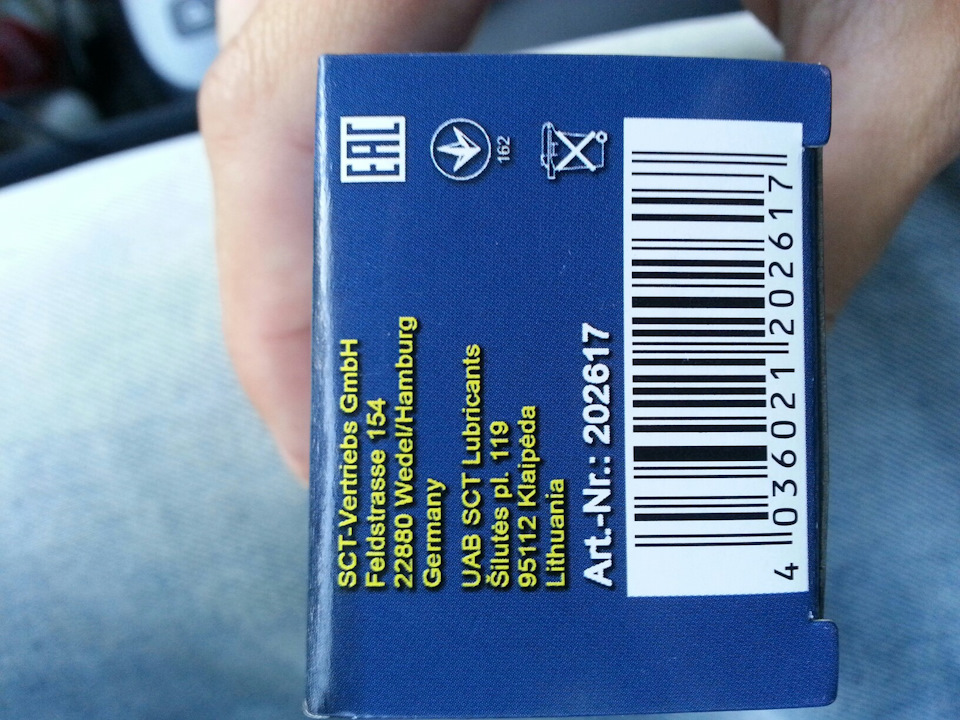 EAC
162
SCT-Vertriebs GmbH
Feldstrasse 154
22880 Wedel/Hamburg
Germany
UAB SCT Lubricants
Šilutės pl. 119
95112 Klaipėda
Lithuania
Art.-Nr.: 202617
4 036021 202617